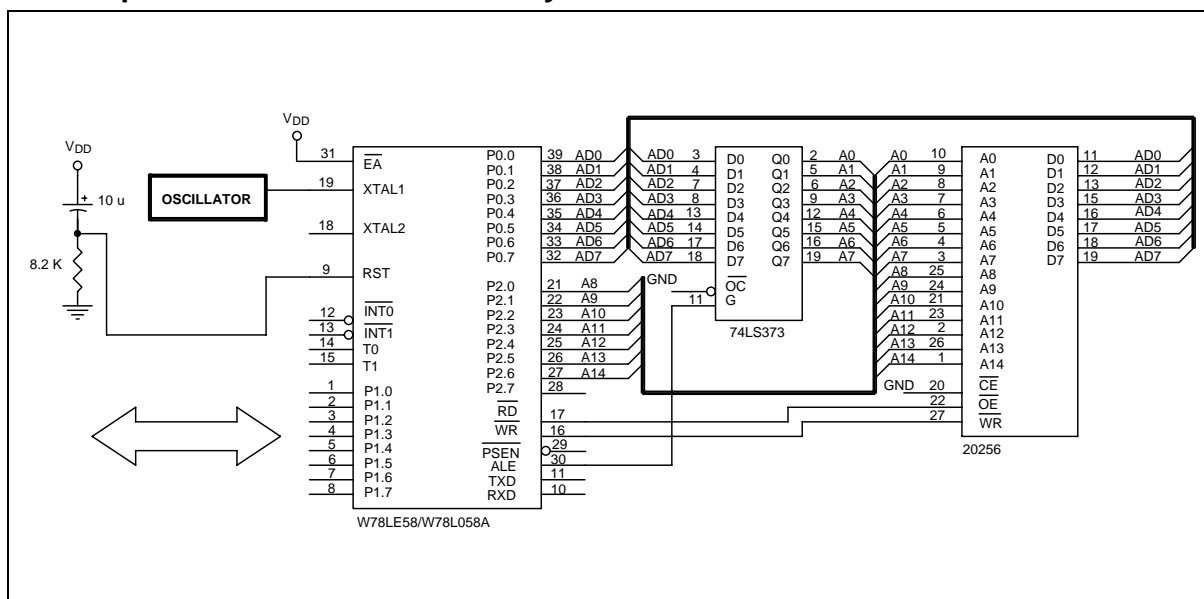 VDD
10 u
8.2 K
OSCILLATOR
VDD
31 EA
19 XTAL1
18 XTAL2
9 RST
12 INT0
13 INT1
14 T0
15 T1
1 P1.0
2 P1.1
3 P1.2
4 P1.3
5 P1.4
6 P1.5
7 P1.6
8 P1.7
P0.0 39 AD0
P0.1 38 AD1
P0.2 37 AD2
P0.3 36 AD3
P0.4 35 AD4
P0.5 34 AD5
P0.6 33 AD6
P0.7 32 AD7
P2.0 21 A8
P2.1 22 A9
P2.2 23 A10
P2.3 24 A11
P2.4 25 A12
P2.5 26 A13
P2.6 27 A14
P2.7 28
RD 17
WR 16
PSEN 29
ALE 30
TXD 11
RXD 10
W78LE58/W78L058A
AD0 3 D0 Q0 2 A0
AD1 4 D1 Q1 5 A1
AD2 7 D2 Q2 6 A2
AD3 8 D3 Q3 9 A3
AD4 13 D4 Q4 12 A4
AD5 14 D5 Q5 15 A5
AD6 17 D6 Q6 16 A6
AD7 18 D7 Q7 19 A7
GND OC
11 G
74LS373
A0 10 A0 D0 11 AD0
A1 9 A1 D1 12 AD1
A2 8 A2 D2 13 AD2
A3 7 A3 D3 15 AD3
A4 6 A4 D4 16 AD4
A5 5 A5 D5 17 AD5
A6 4 A6 D6 18 AD6
A7 3 A7 D7 19 AD7
A8 25 A8
A9 24 A9
A10 21 A10
A11 23 A11
A12 2 A12
A13 26 A13
A14 1 A14
GND 20 CE
22 OE
27 WR
20256